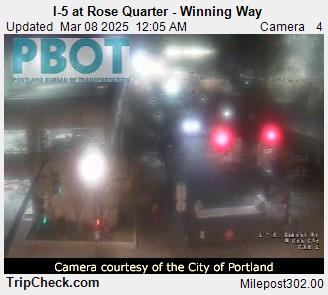 I-5 at Rose Quarter - Winning Way
Updated Mar 08 2025 12:05 AM Camera 4
PBOT
PORTLAND BUREAU OF TRANSPORTATION
Camera courtesy of the City of Portland
TripCheck.com Milepost302.00